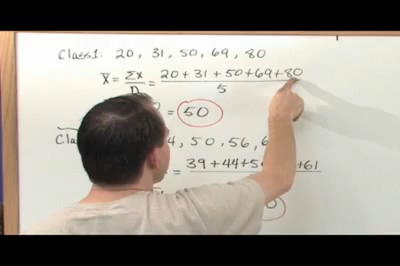 Class1: 20, 31, 50, 69, 80
x̄ = Σx/n = 20+31+50+69+80/5
50
Cla 4, 50, 56, 6
= 39+44+5 +61